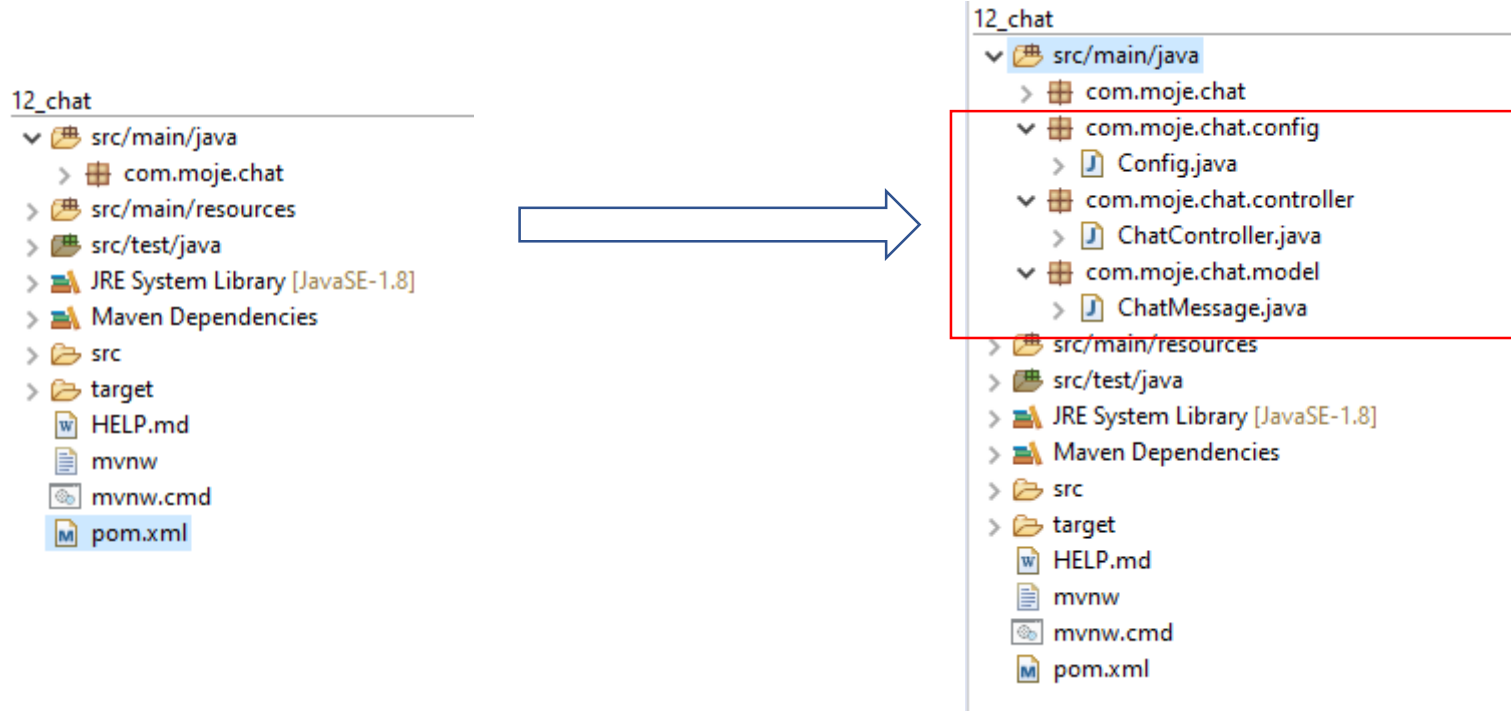 12_chat
src/main/java
com.moje.chat
src/main/resources
src/test/java
JRE System Library [JavaSE-1.8]
Maven Dependencies
src
target
HELP.md
mvnw
mvnw.cmd
pom.xml
12_chat
src/main/java
com.moje.chat
com.moje.chat.config
Config.java
com.moje.chat.controller
ChatController.java
com.moje.chat.model
ChatMessage.java
src/main/resources
src/test/java
JRE System Library [JavaSE-1.8]
Maven Dependencies
src
target
HELP.md
mvnw
mvnw.cmd
pom.xml